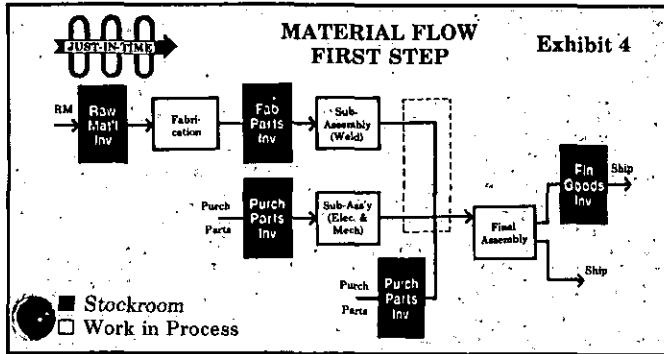 JUST-IN-TIME
MATERIAL FLOW
FIRST STEP
Exhibit 4
RM
Raw
Mat'l
Inv
Fabri-
cation
Fab
Parts
Inv
Sub-
Assembly
(Weld)
Purch
Parts
Purch
Parts
Inv
Sub-Ass'y
(Elec. &
Mech)
Purch
Parts
Purch
Parts
Inv
Final
Assembly
Fin
Goods
Inv
Ship
Ship
Stockroom
Work in Process